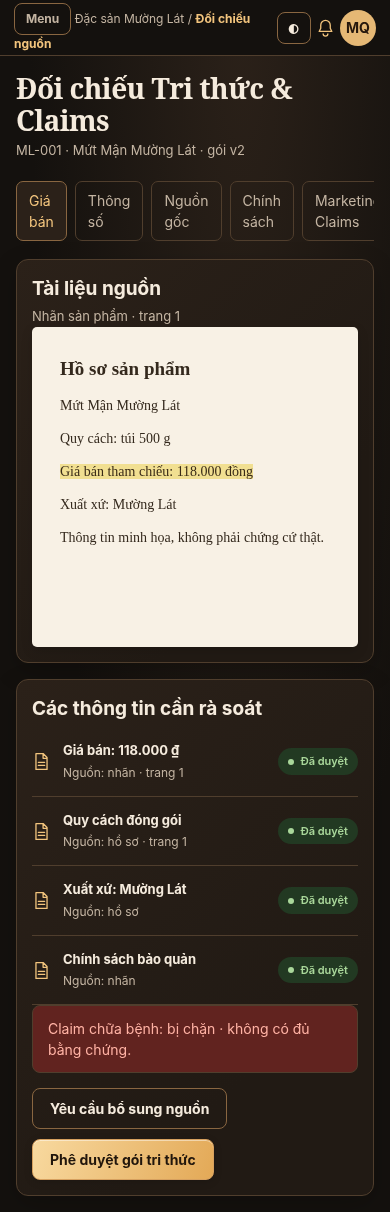 Menu Đặc sản Mường Lát / Đối chiếu
nguồn
◐
MQ
Đối chiếu Tri thức &
Claims
ML-001 · Mứt Mận Mường Lát · gói v2
Giá
bán
Thông
số
Nguồn
gốc
Chính
sách
Marketing
Claims
Tài liệu nguồn
Nhãn sản phẩm · trang 1
Hồ sơ sản phẩm
Mứt Mận Mường Lát
Quy cách: túi 500 g
Giá bán tham chiếu: 118.000 đồng
Xuất xứ: Mường Lát
Thông tin minh họa, không phải chứng cứ thật.
Các thông tin cần rà soát
Giá bán: 118.000 ₫
Nguồn: nhãn · trang 1
Đã duyệt
Quy cách đóng gói
Nguồn: hồ sơ · trang 1
Đã duyệt
Xuất xứ: Mường Lát
Nguồn: hồ sơ
Đã duyệt
Chính sách bảo quản
Nguồn: nhãn
Đã duyệt
Claim chữa bệnh: bị chặn · không có đủ
bằng chứng.
Yêu cầu bổ sung nguồn
Phê duyệt gói tri thức